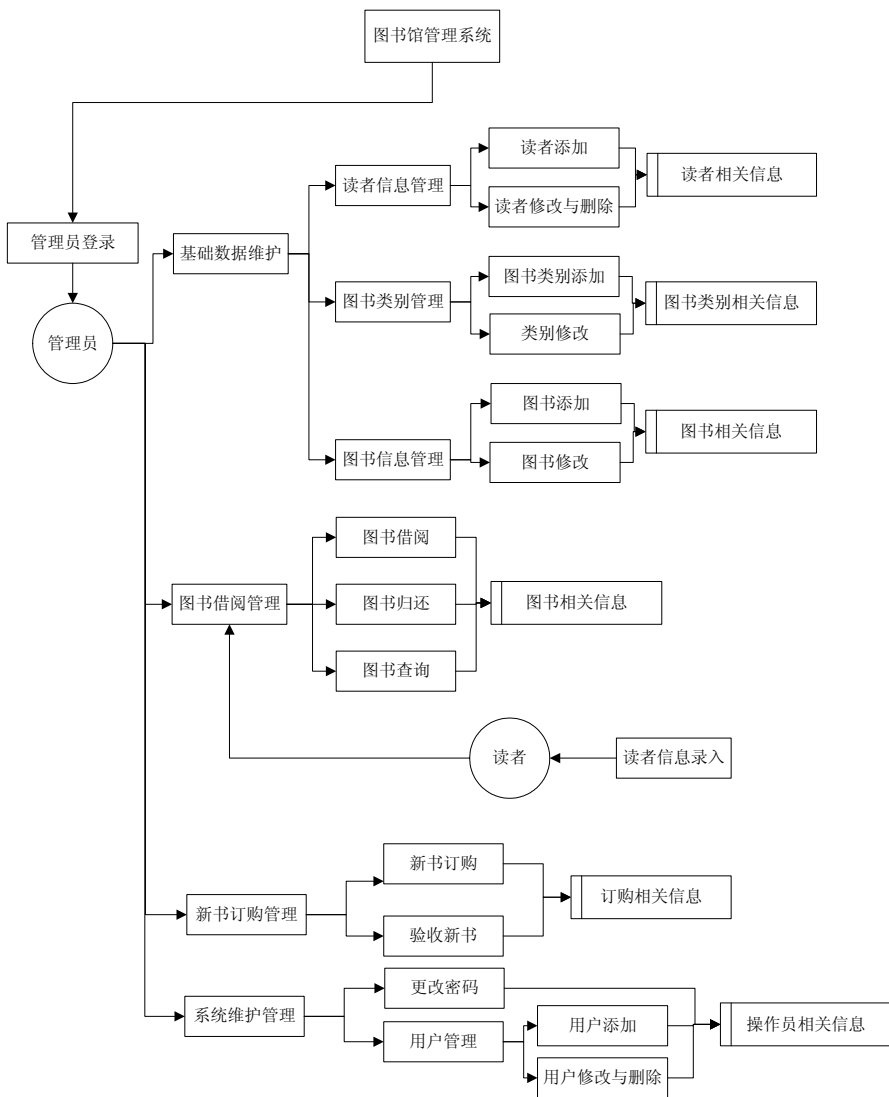 图书馆管理系统
读者添加
读者信息管理
读者相关信息
读者修改与删除
管理员登录
基础数据维护
图书类别添加
图书类别管理
图书类别相关信息
类别修改
管理员
图书添加
图书相关信息
图书信息管理
图书修改
图书借阅
图书借阅管理
图书归还
图书相关信息
图书查询
读者
读者信息录入
新书订购
订购相关信息
新书订购管理
验收新书
更改密码
系统维护管理
用户添加
操作员相关信息
用户管理
用户修改与删除